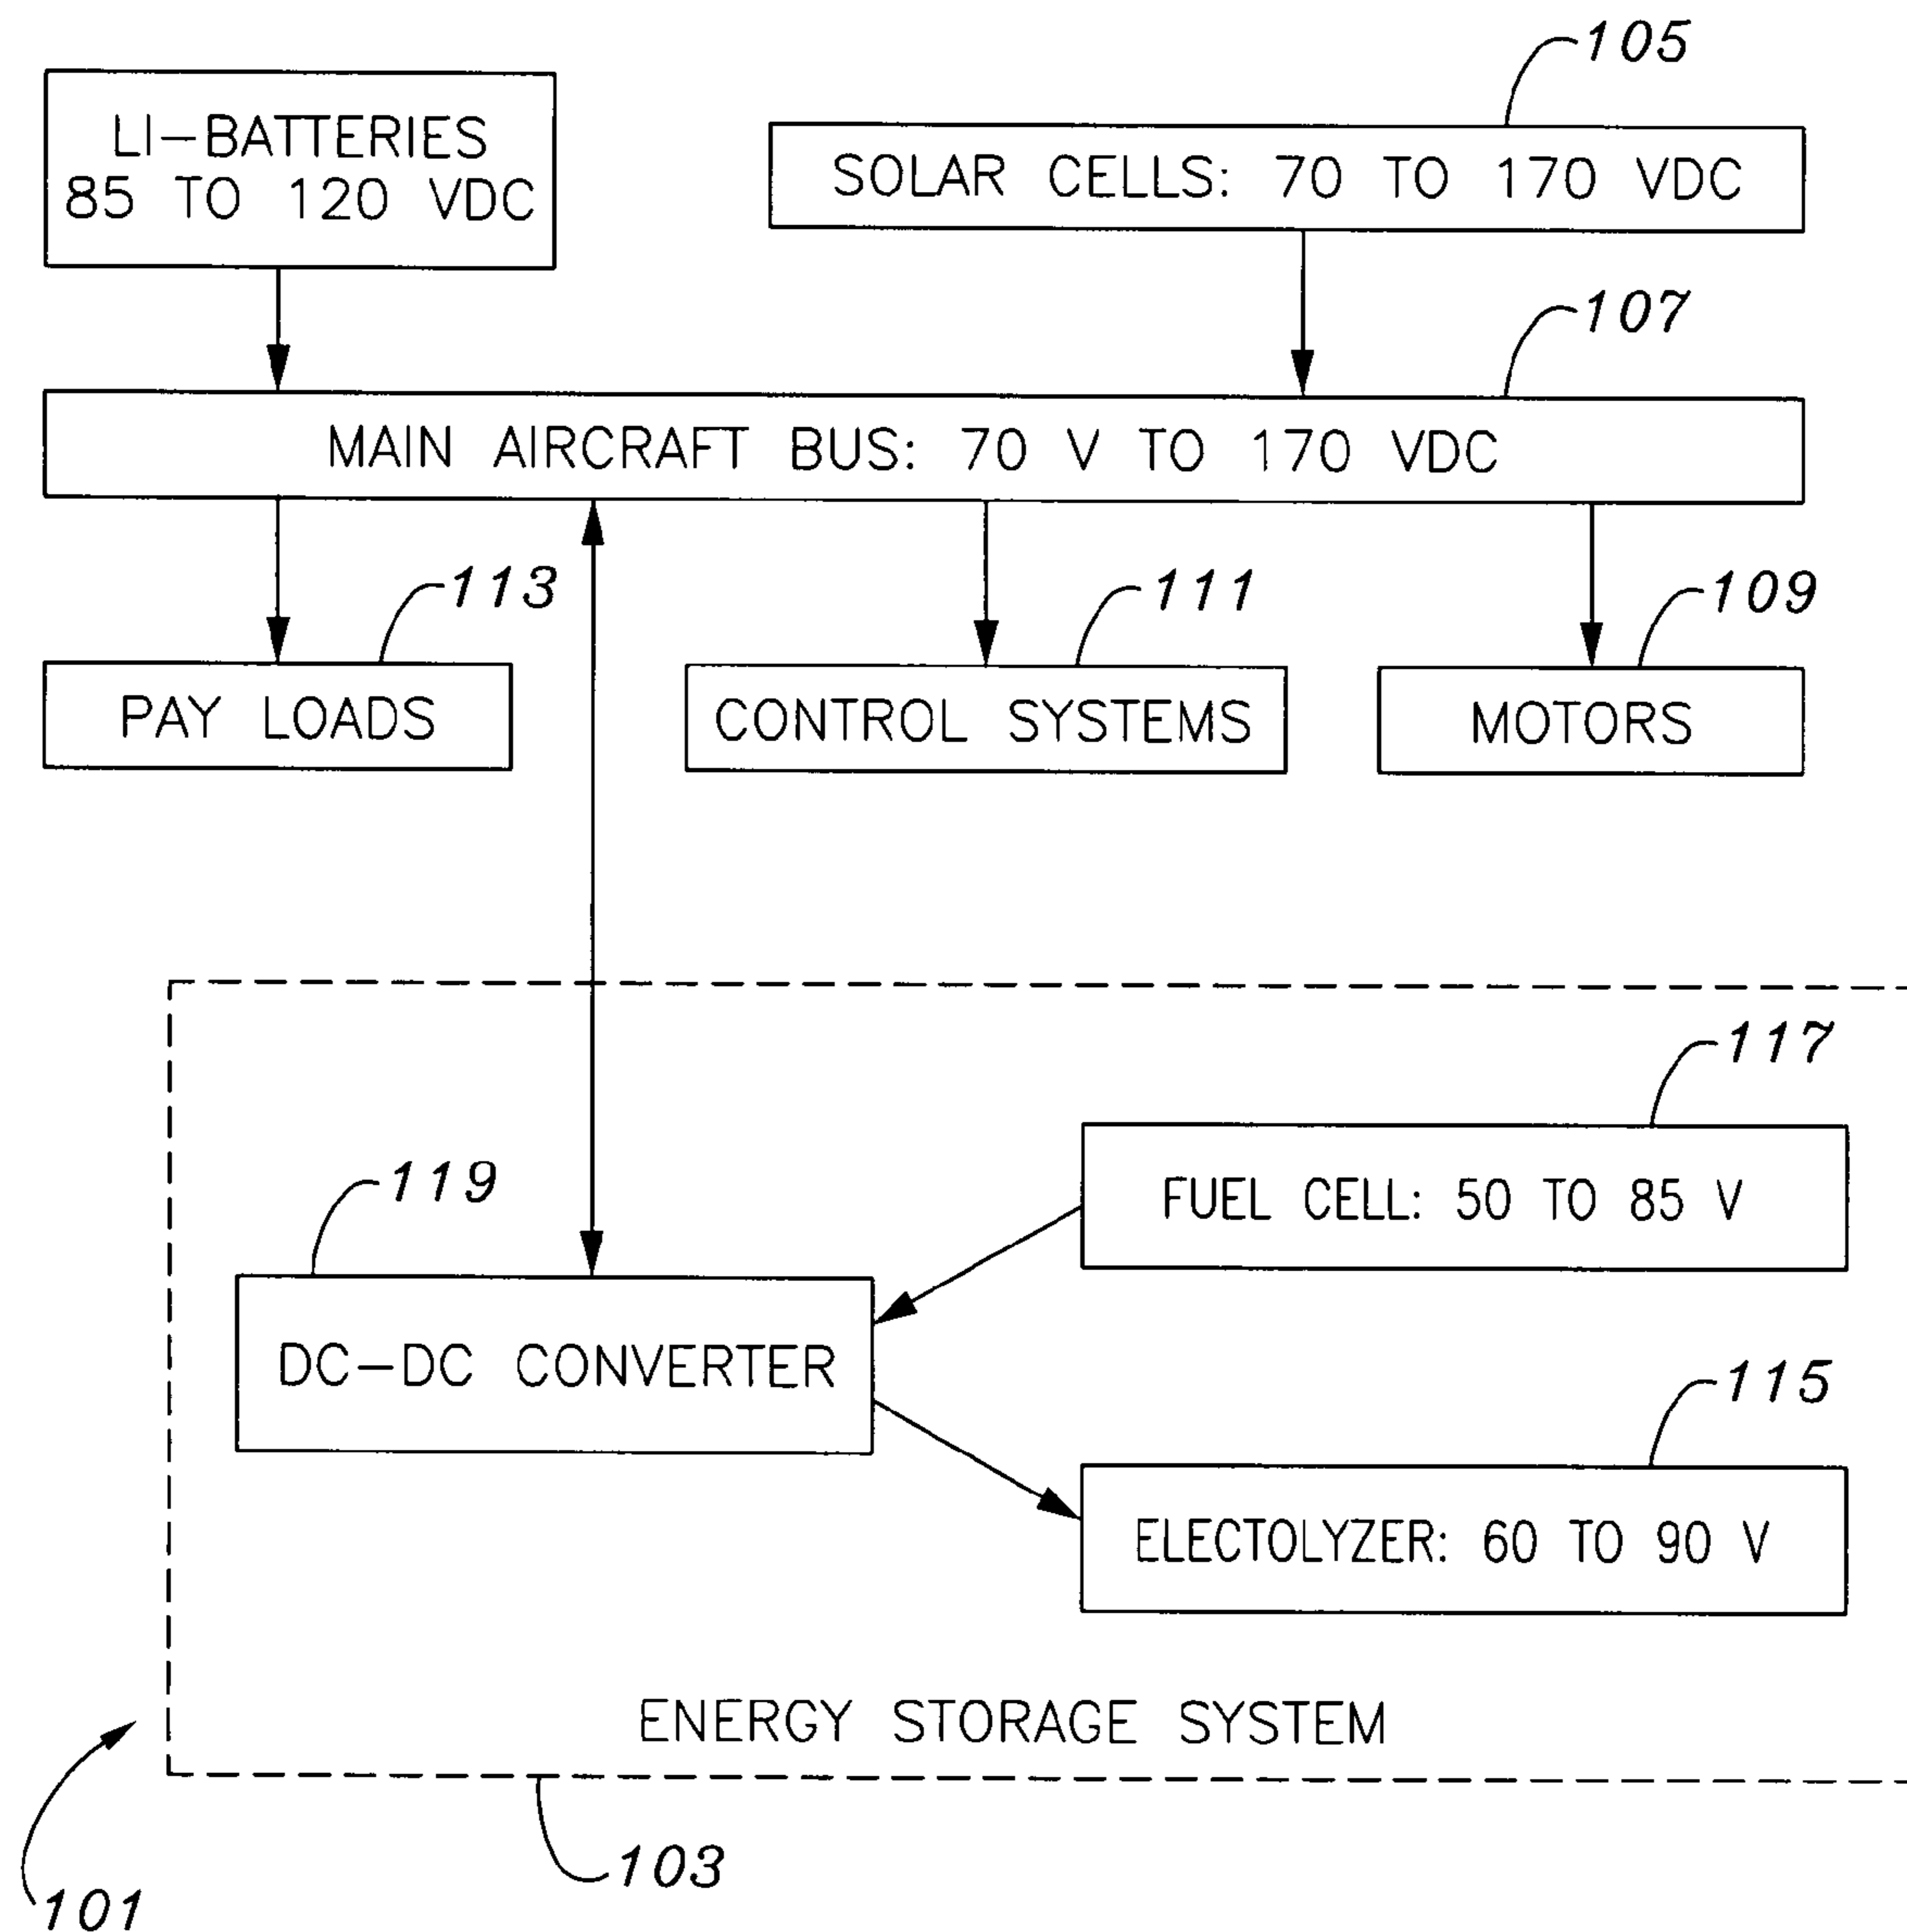 105
LI-BATTERIES
85 TO 120 VDC
SOLAR CELLS: 70 TO 170 VDC
107
MAIN AIRCRAFT BUS: 70 V TO 170 VDC
113
111
109
PAY LOADS
CONTROL SYSTEMS
MOTORS
117
119
FUEL CELL: 50 TO 85 V
DC-DC CONVERTER
115
ELECTOLYZER: 60 TO 90 V
ENERGY STORAGE SYSTEM
103
101